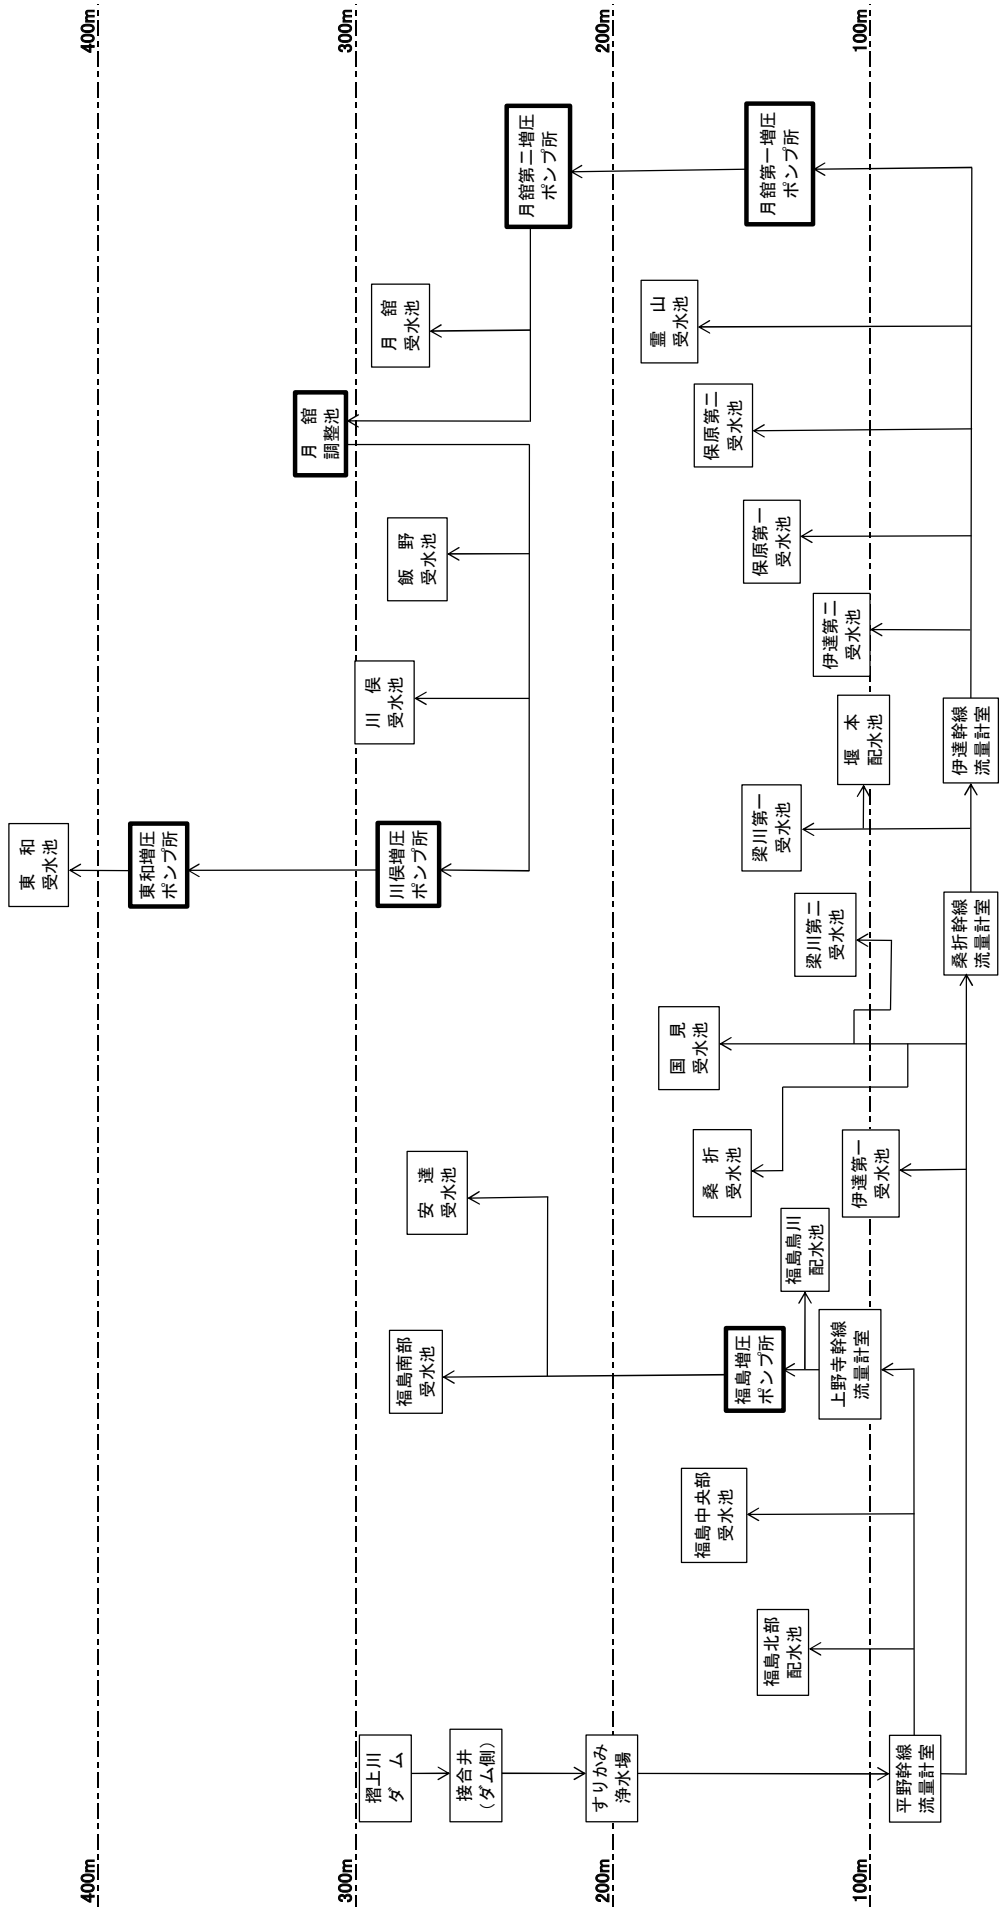 400m
300m
200m
100m
東 和
受水池
東和増圧
ポンプ所
川俣増圧
ポンプ所
川 俣
受水池
飯 野
受水池
月 舘
調整池
月 舘
受水池
月舘第二増圧
ポンプ所
月舘第一増圧
ポンプ所
霊 山
受水池
保原第二
受水池
保原第一
受水池
伊達第二
受水池
堰 本
配水池
梁川第一
受水池
伊達幹線
流量計室
桑折幹線
流量計室
梁川第二
受水池
国 見
受水池
桑 折
受水池
伊達第一
受水池
安 達
受水池
福島南部
受水池
福島烏川
配水池
福島増圧
ポンプ所
上野寺幹線
流量計室
福島中央部
受水池
福島北部
配水池
摺上川
ダ ム
接合井
(ダム側)
すりかみ
浄水場
平野幹線
流量計室
400m
300m
200m
100m